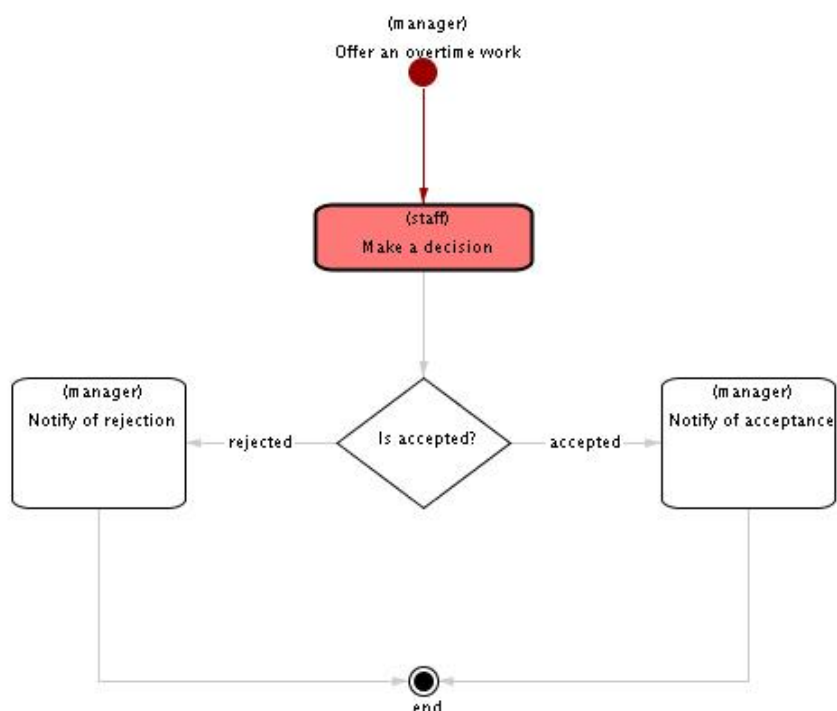 (manager)
Offer an overtime work
(staff)
Make a decision
(manager)
Notify of rejection
rejected
Is accepted?
accepted
(manager)
Notify of acceptance
end